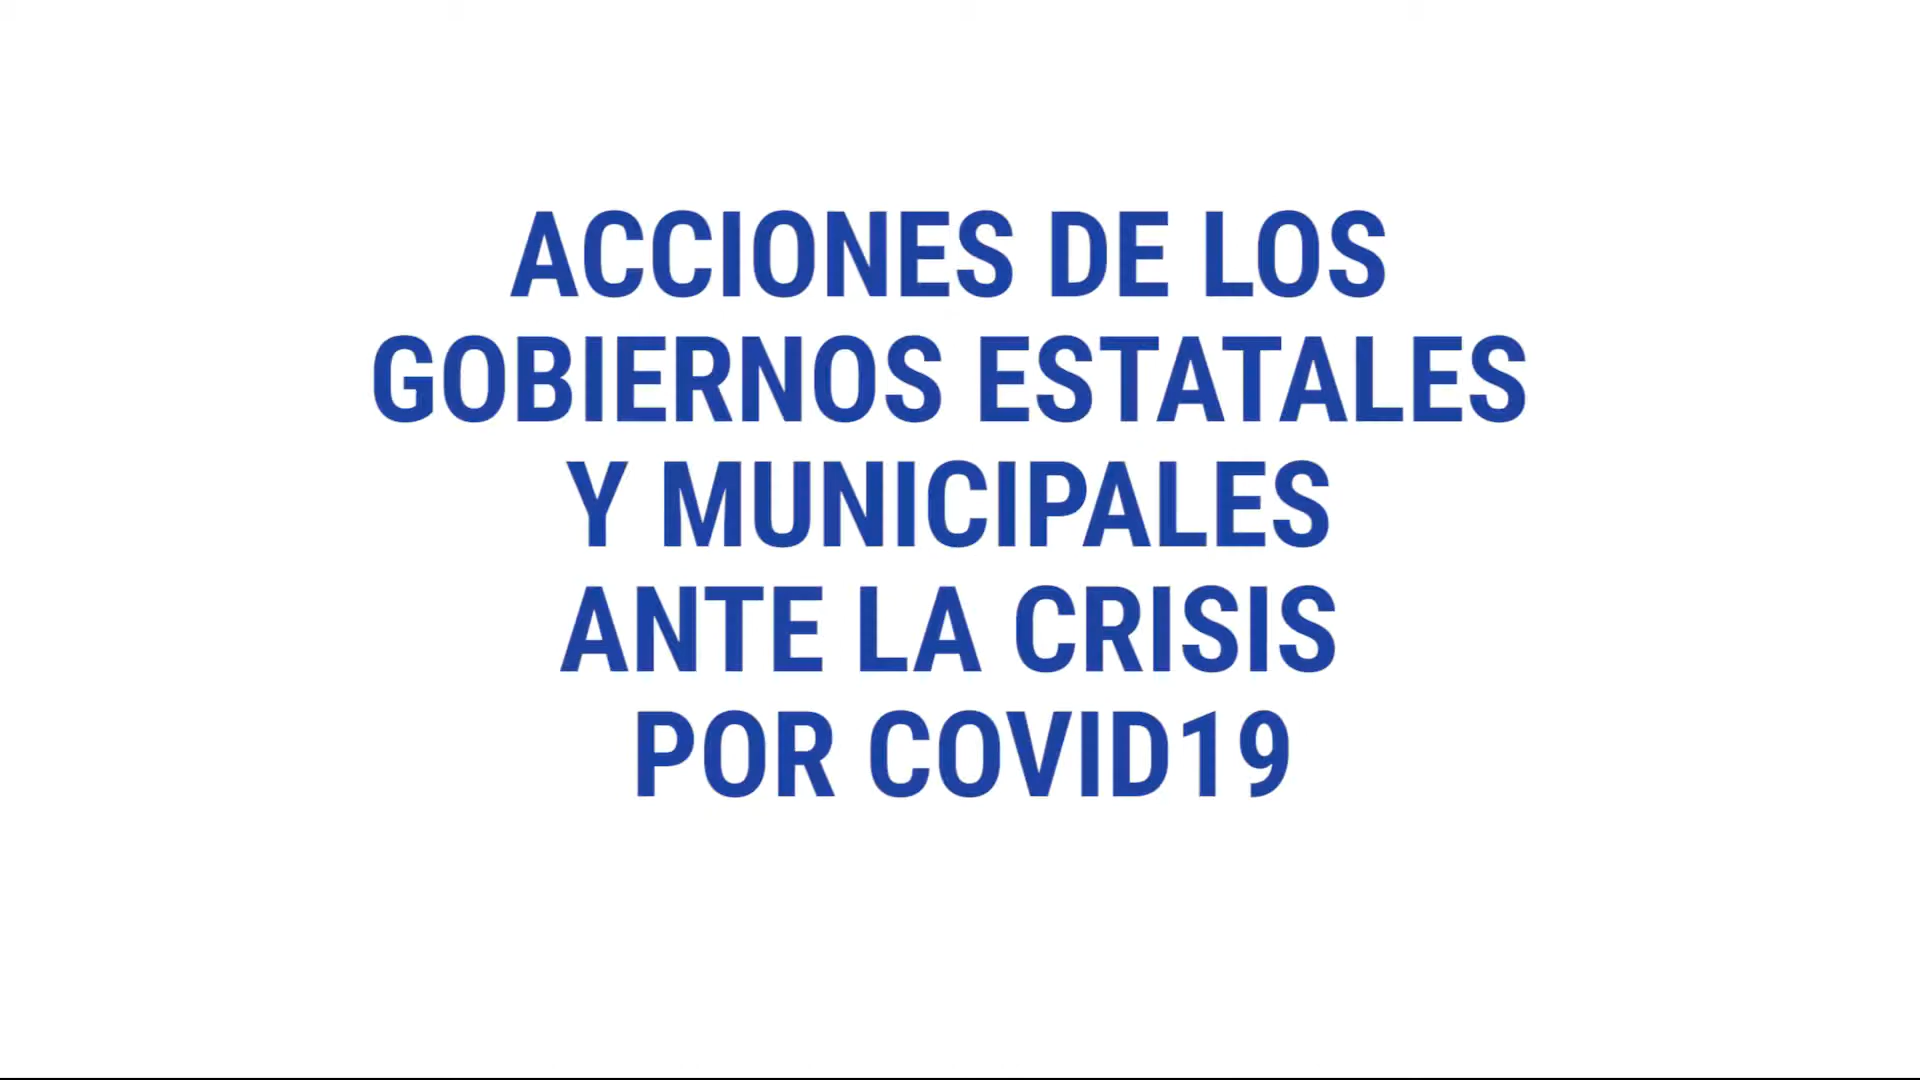 ACCIONES DE LOS
GOBIERNOS ESTATALES
Y MUNICIPALES
ANTE LA CRISIS
POR COVID19